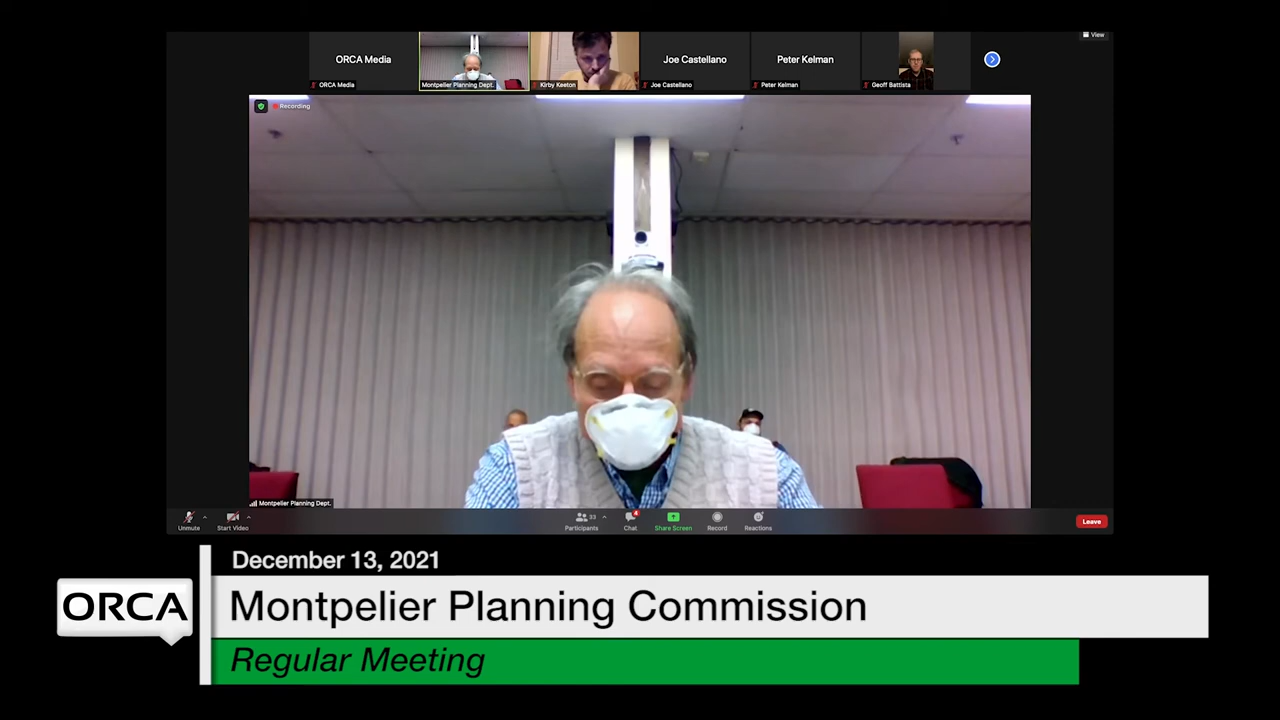 View
ORCA Media
Joe Castellano
Peter Kelman
ORCA Media
Montpelier Planning Dept.
Kirby Keeton
Joe Castellano
Peter Kelman
Geoff Battista
Recording
Montpelier Planning Dept.
Unmute
Start Video
Participants
33
Chat
4
Share Screen
Record
Reactions
Leave
December 13, 2021
ORCA
Montpelier Planning Commission
Regular Meeting